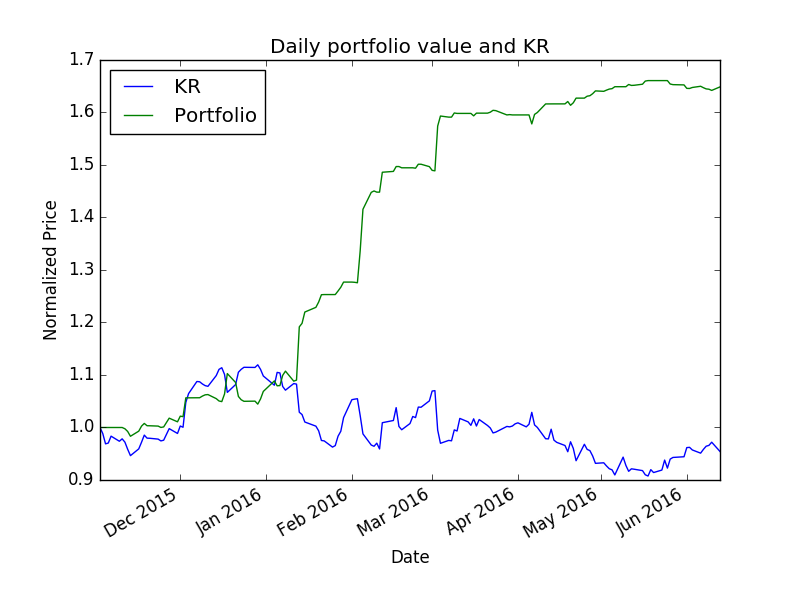 Daily portfolio value and KR
KR
Portfolio
1.7
1.6
1.5
1.4
1.3
1.2
1.1
1.0
0.9
Normalized Price
Dec 2015
Jan 2016
Feb 2016
Mar 2016
Apr 2016
May 2016
Jun 2016
Date